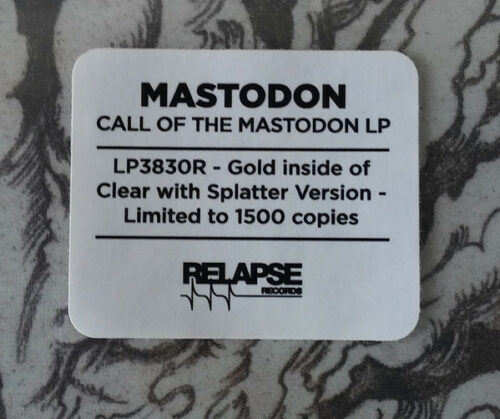 MASTODON
CALL OF THE MASTODON LP
LP3830R - Gold inside of
Clear with Splatter Version -
Limited to 1500 copies
RELAPSE
RECORDS